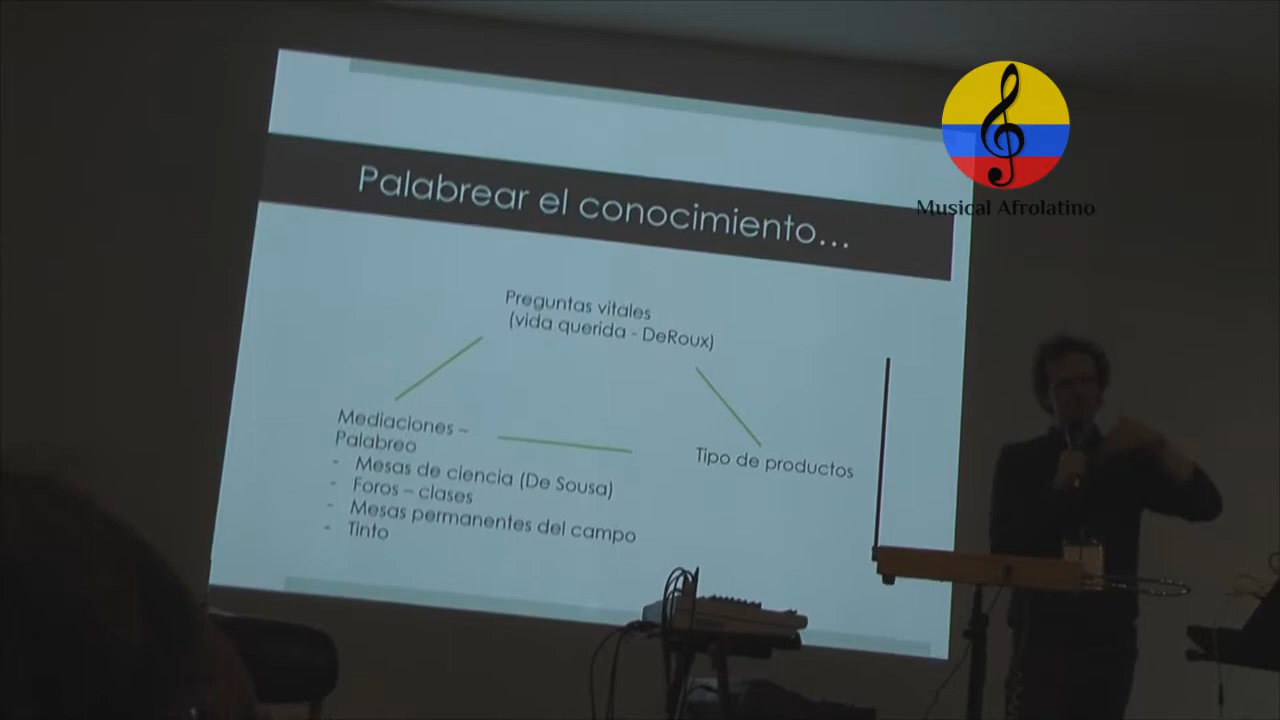 Palabrear el conocimiento...
Preguntas vitales
(vida querida - DeRoux)
Mediaciones –
Palabreo
- Mesas de ciencia (De Sousa)
- Foros – clases
- Mesas permanentes del campo
- Tinto
Tipo de productos
Musical Afrolatino